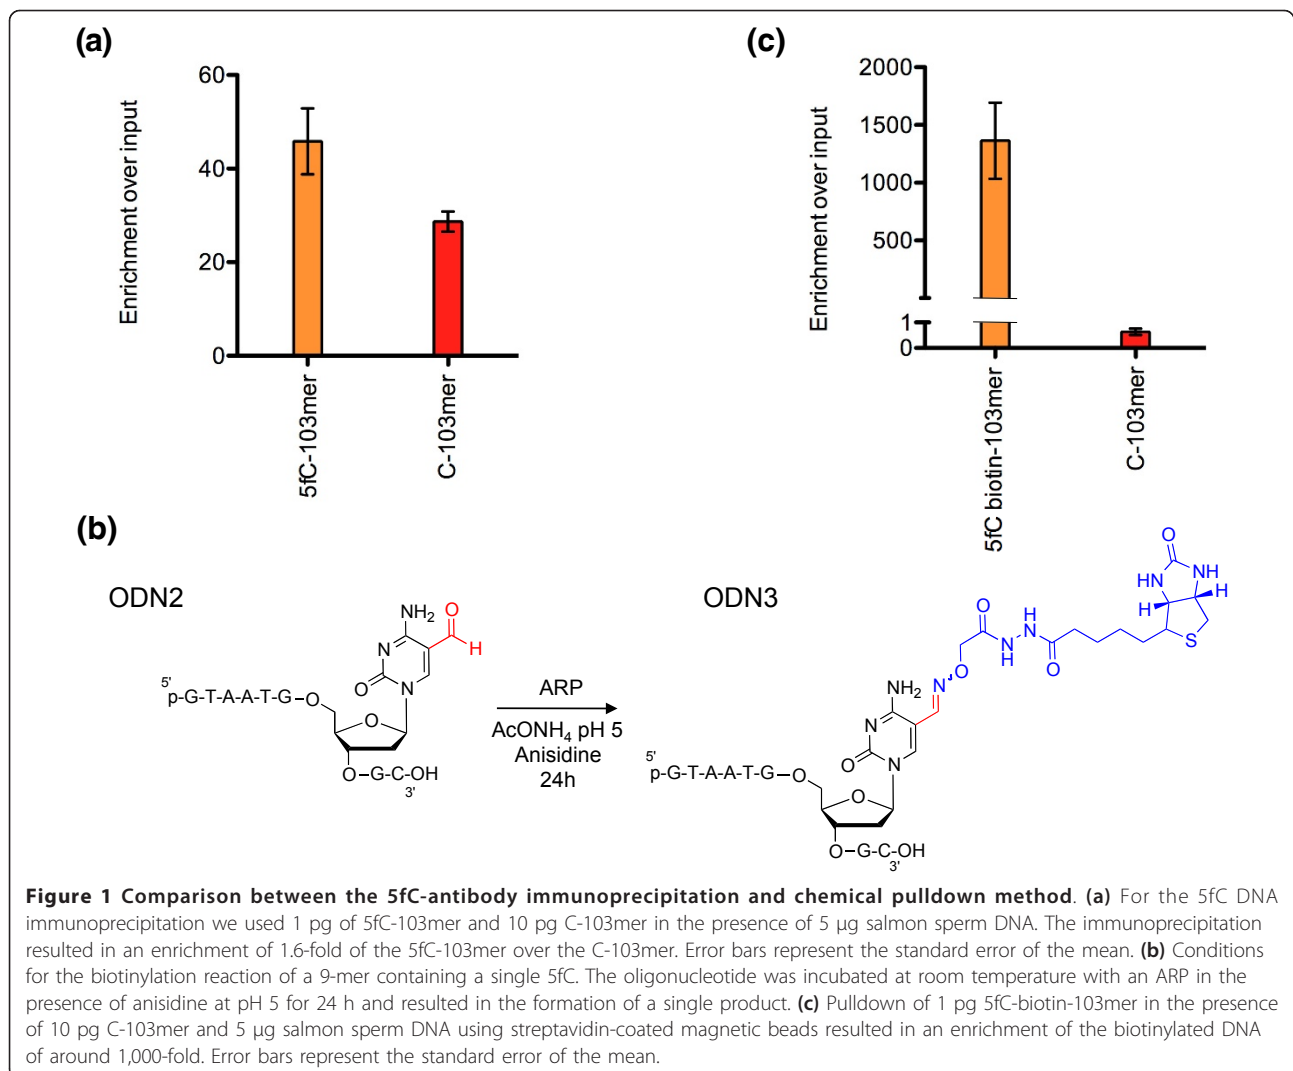 (a)
60
40
20
0
Enrichment over input
5fC-103mer
C-103mer
(c)
2000
1500
1000
500
1
0
Enrichment over input
5fC biotin-103mer
C-103mer
(b)
ODN2
NH2
O
H
N
O
N
5'
p-G-T-A-A-T-G-O
O
O-G-C-OH
3'
ARP
AcONH4 pH 5
Anisidine
24h
ODN3
O
HN
NH
H
H
S
O
H
N
N
H
O
O
N
NH2
N
O
N
5'
p-G-T-A-A-T-G-O
O
O-G-C-OH
3'
Figure 1 Comparison between the 5fC-antibody immunoprecipitation and chemical pulldown method. (a) For the 5fC DNA
immunoprecipitation we used 1 pg of 5fC-103mer and 10 pg C-103mer in the presence of 5 μg salmon sperm DNA. The immunoprecipitation
resulted in an enrichment of 1.6-fold of the 5fC-103mer over the C-103mer. Error bars represent the standard error of the mean. (b) Conditions
for the biotinylation reaction of a 9-mer containing a single 5fC. The oligonucleotide was incubated at room temperature with an ARP in the
presence of anisidine at pH 5 for 24 h and resulted in the formation of a single product. (c) Pulldown of 1 pg 5fC-biotin-103mer in the presence
of 10 pg C-103mer and 5 μg salmon sperm DNA using streptavidin-coated magnetic beads resulted in an enrichment of the biotinylated DNA
of around 1,000-fold. Error bars represent the standard error of the mean.